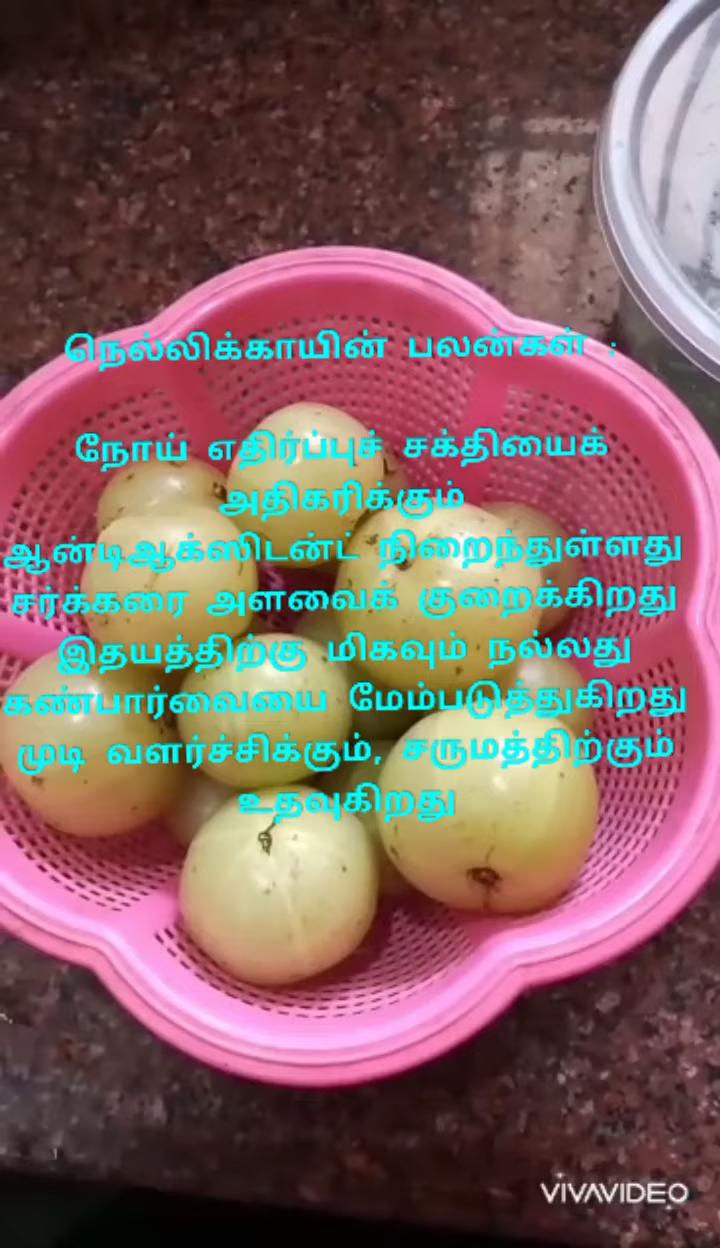 நெல்லிக்காயின் பலன்கள் :
நோய் எதிர்ப்புச் சக்தியைக்
அதிகரிக்கும்
ஆன்டிஆக்ஸிடன்ட் நிறைந்துள்ளது
சர்க்கரை அளவைக் குறைக்கிறது
இதயத்திற்கு மிகவும் நல்லது
கண்பார்வையை மேம்படுத்துகிறது
முடி வளர்ச்சிக்கும், சருமத்திற்கும்
உதவுகிறது
VIVAVIDEO